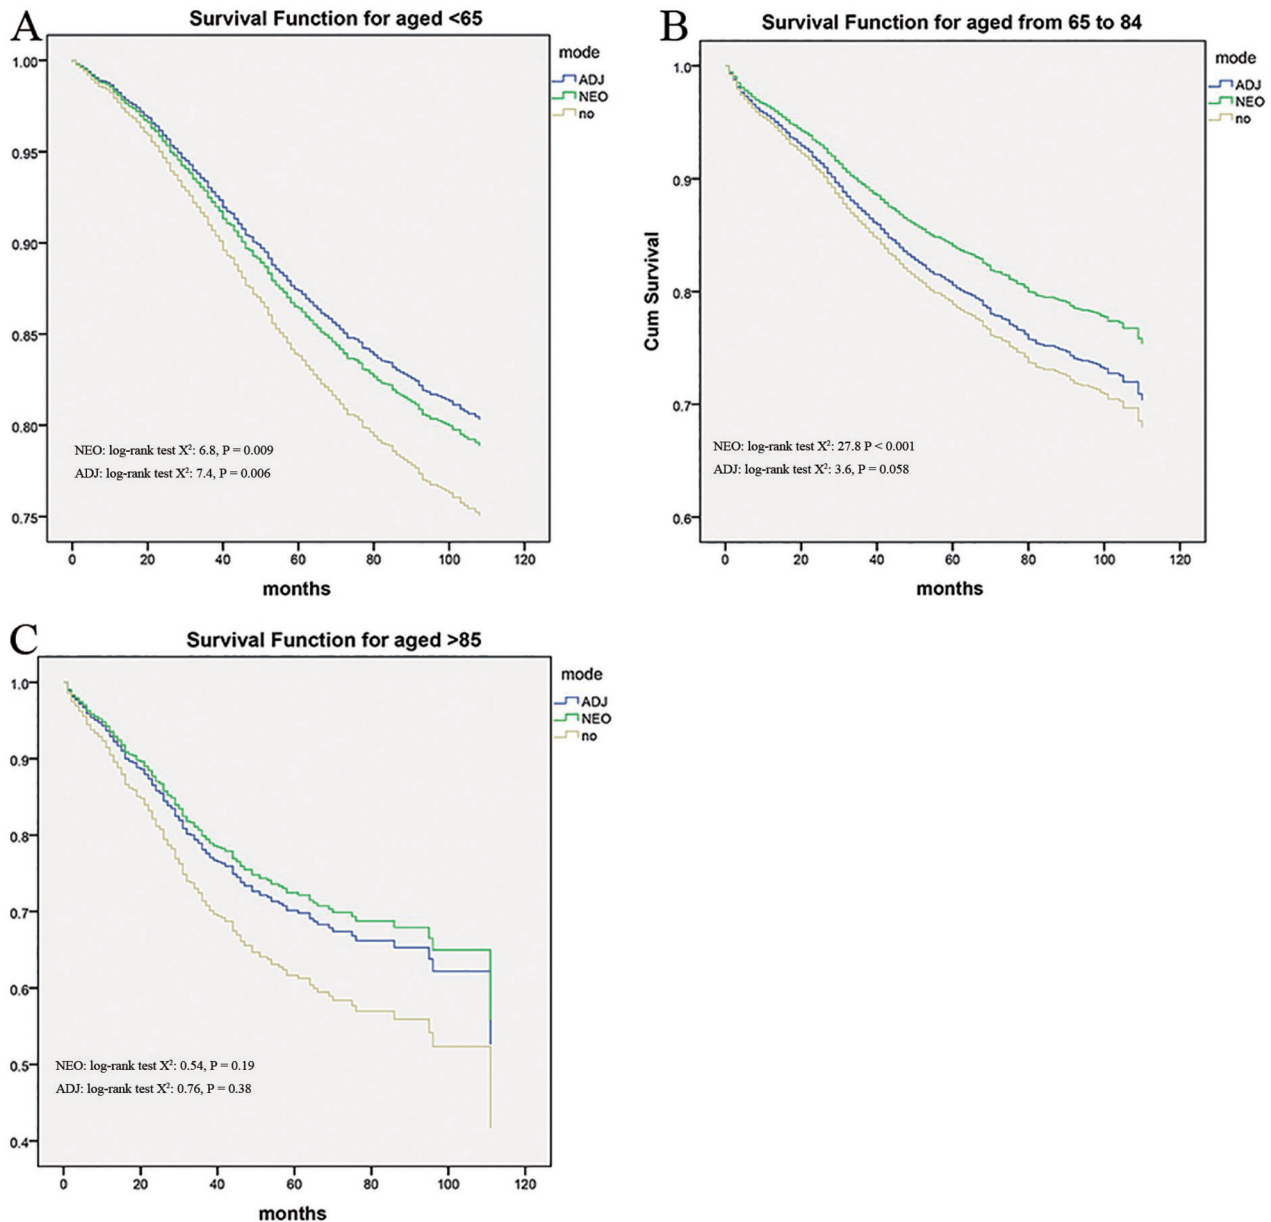 A
Survival Function for aged <65
mode
ADJ
NEO
no
1.00
0.95
0.90
0.85
0.80
0.75
NEO: log-rank test X²: 6.8, P = 0.009
ADJ: log-rank test X²: 7.4, P = 0.006
0 20 40 60 80 100 120
months
B
Survival Function for aged from 65 to 84
mode
ADJ
NEO
no
Cum Survival
1.0
0.9
0.8
0.7
0.6
NEO: log-rank test X²: 27.8 P < 0.001
ADJ: log-rank test X²: 3.6, P = 0.058
0 20 40 60 80 100 120
months
C
Survival Function for aged >85
mode
ADJ
NEO
no
1.0
0.9
0.8
0.7
0.6
0.5
0.4
NEO: log-rank test X²: 0.54, P = 0.19
ADJ: log-rank test X²: 0.76, P = 0.38
0 20 40 60 80 100 120
months